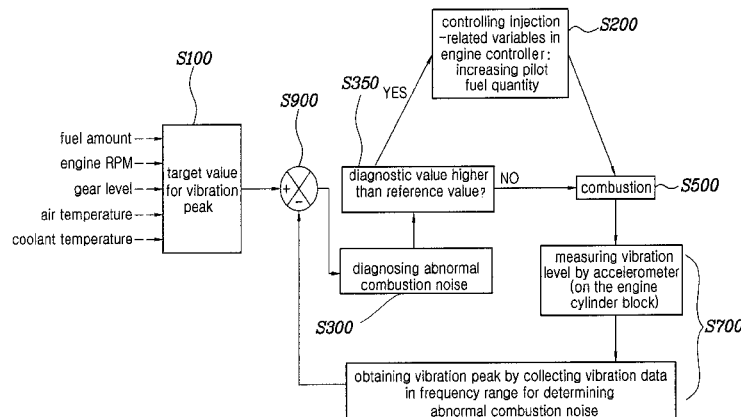 controlling injection
-related variables in
engine controller:
increasing pilot
fuel quantity
S200
S100
S350
YES
S900
fuel amount
engine RPM
gear level
air temperature
coolant temperature
target value
for vibration
peak
+
-
diagnostic value higher
than reference value?
NO
combustion
S500
diagnosing abnormal
combustion noise
S300
measuring vibration
level by accelerometer
(on the engine
cylinder block)
S700
obtaining vibration peak by collecting vibration data
in frequency range for determining
abnormal combustion noise